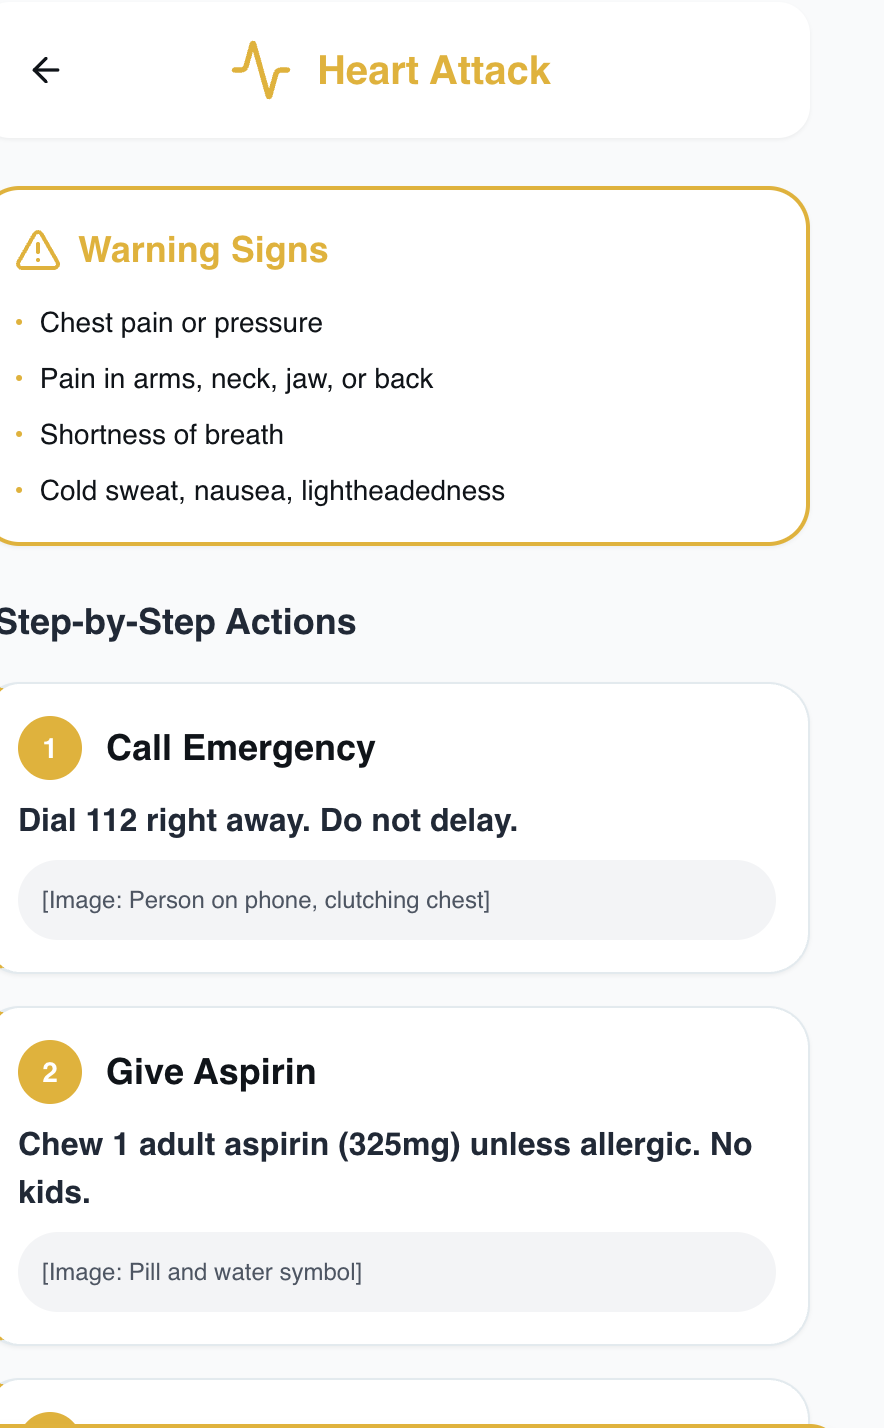 Heart Attack
Warning Signs
• Chest pain or pressure
• Pain in arms, neck, jaw, or back
• Shortness of breath
• Cold sweat, nausea, lightheadedness
Step-by-Step Actions
1 Call Emergency
Dial 112 right away. Do not delay.
[Image: Person on phone, clutching chest]
2 Give Aspirin
Chew 1 adult aspirin (325mg) unless allergic. No
kids.
[Image: Pill and water symbol]